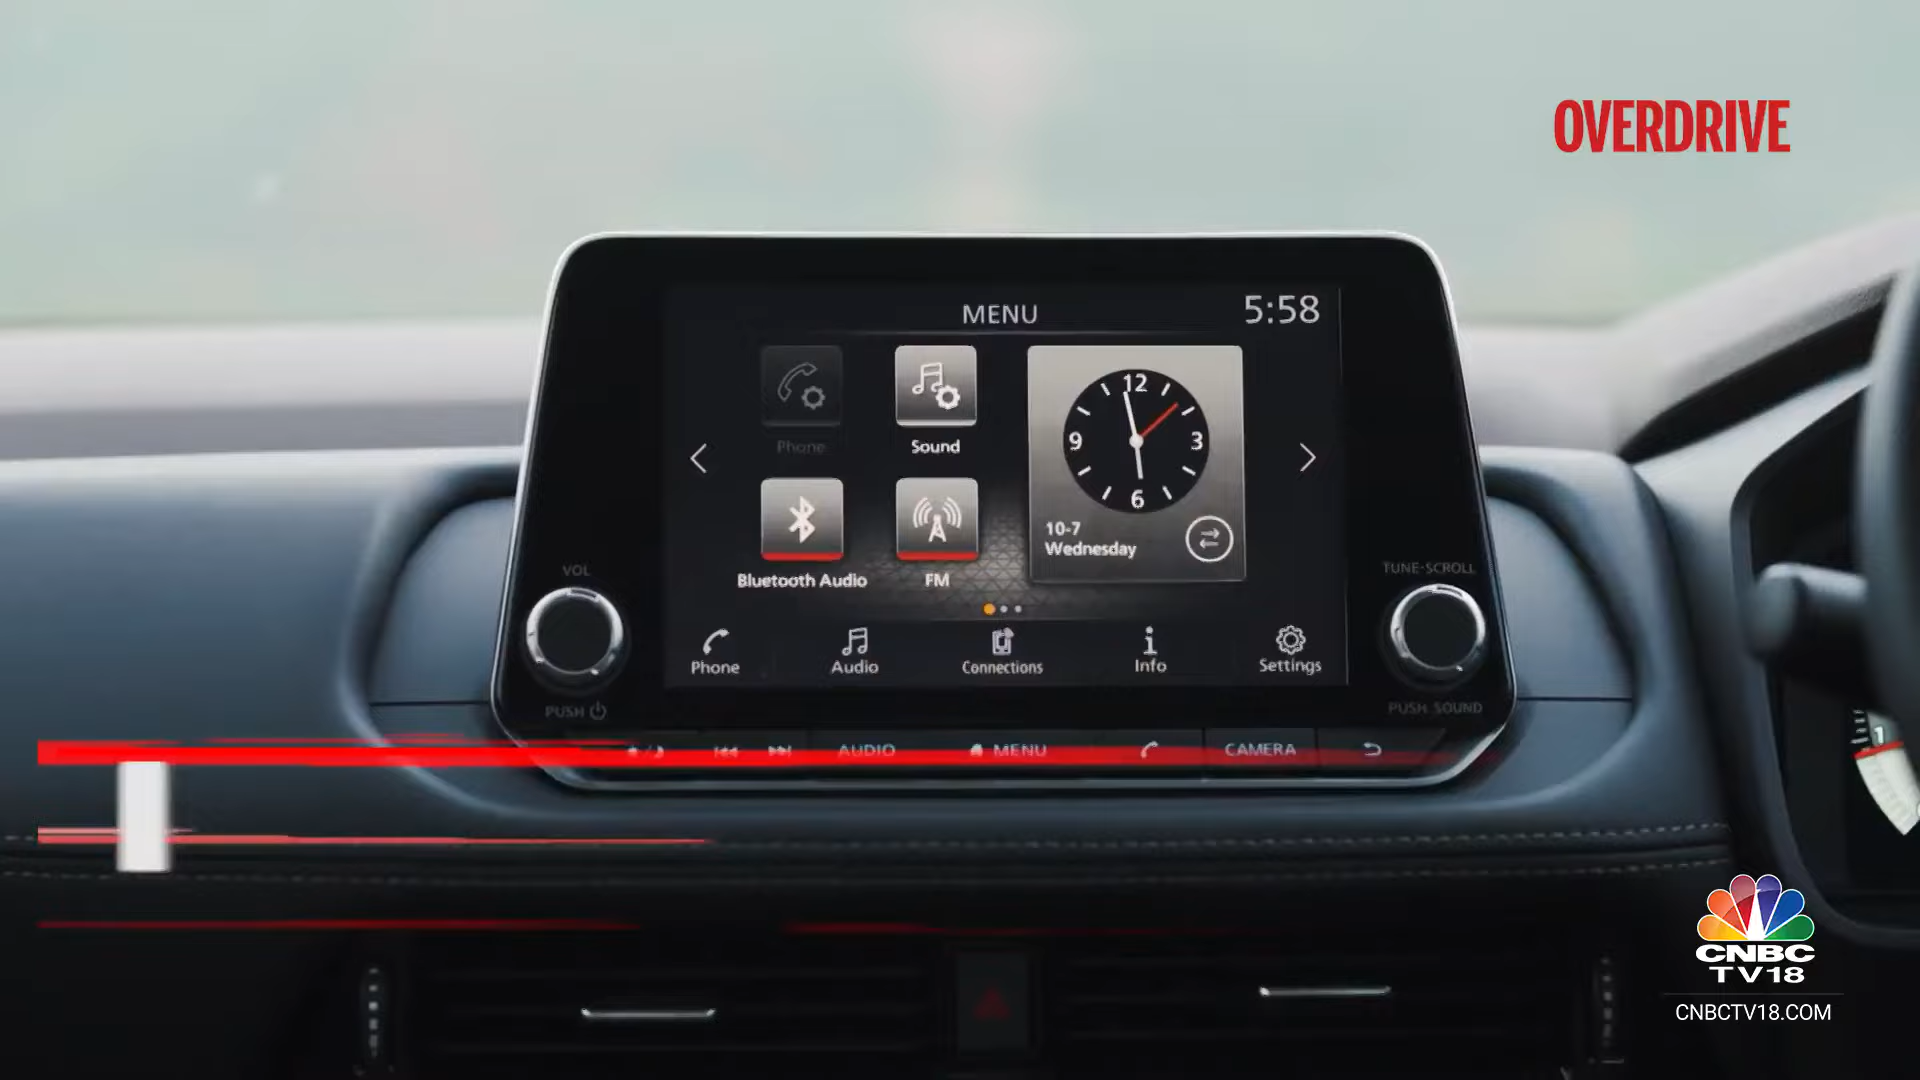 OVERDRIVE
MENU
5:58
Phone
Sound
12
9
3
6
10-7
Wednesday
Bluetooth Audio
FM
VOL
TUNE-SCROLL
Phone
Audio
Connections
Info
Settings
PUSH
PUSH SOUND
AUDIO
MENU
CAMERA
1
CNBC
TV18
CNBCTV18.COM